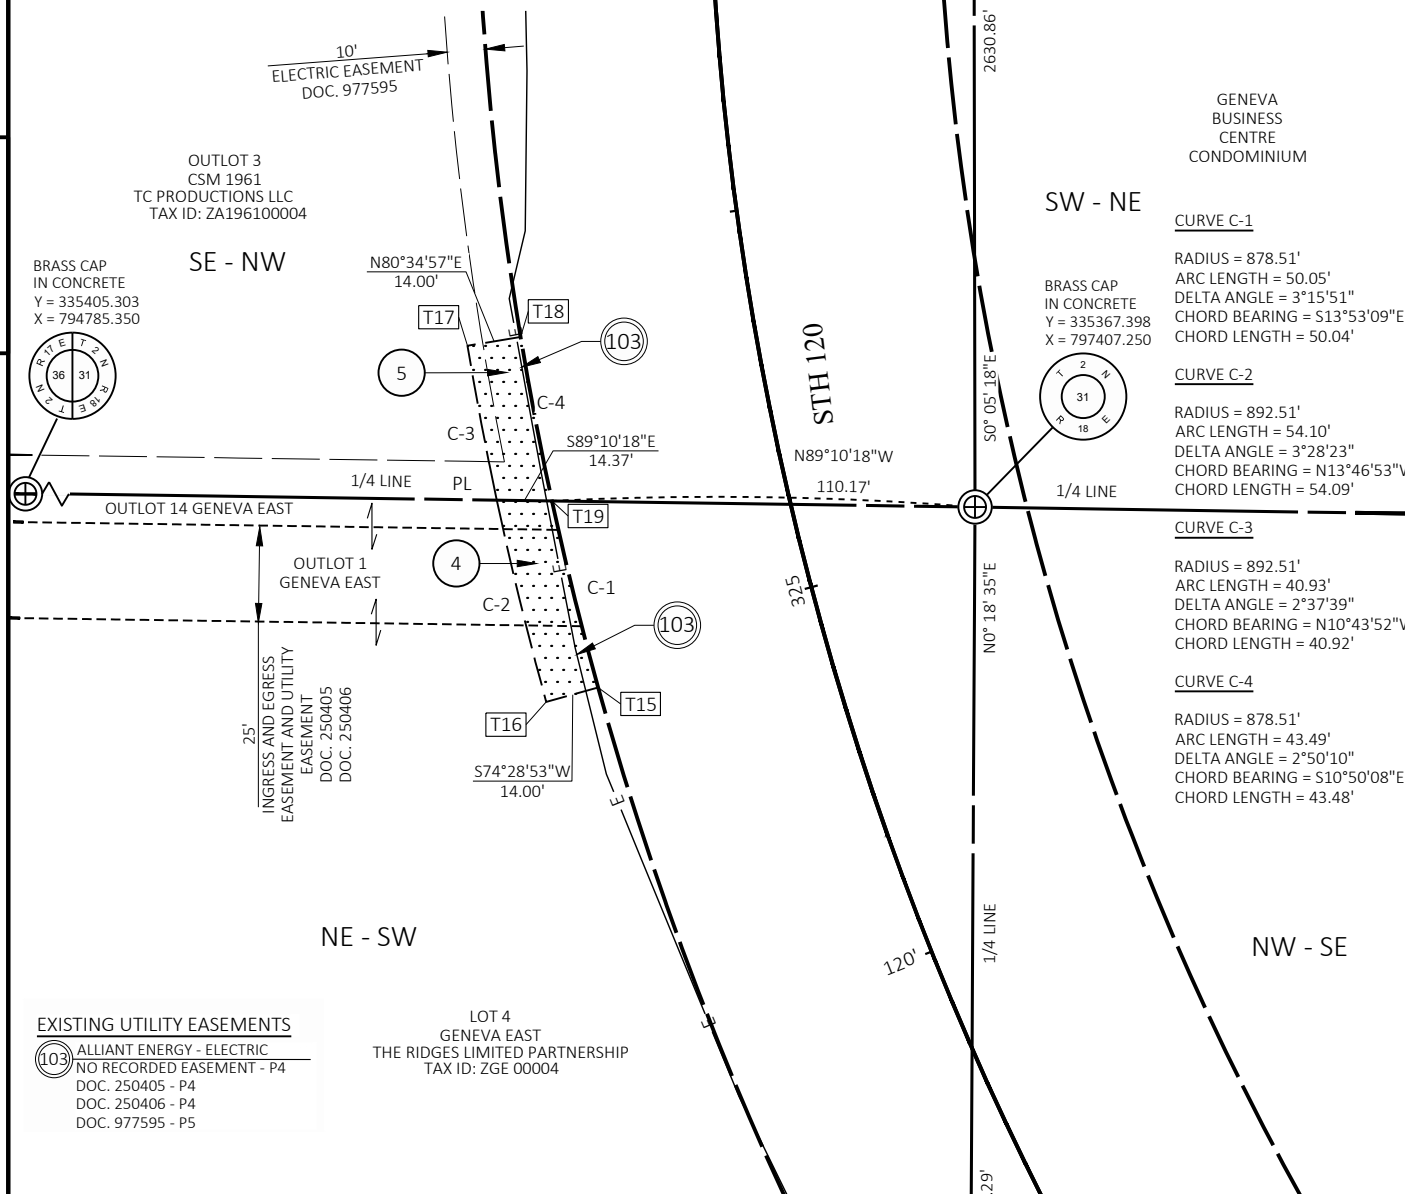 10'
ELECTRIC EASEMENT
DOC. 977595
2630.86'
GENEVA
BUSINESS
CENTRE
CONDOMINIUM
OUTLOT 3
CSM 1961
TC PRODUCTIONS LLC
TAX ID: ZA196100004
SE - NW
SW - NE
BRASS CAP
IN CONCRETE
Y = 335405.303
X = 794785.350
R 17 E T 2 N
36 31
N 2 T E 18 R
N80°34'57"E
14.00'
T17
T18
E
103
5
C-4
C-3
S89°10'18"E
14.37'
STH 120
N89°10'18"W
110.17'
S0° 05' 18"E
BRASS CAP
IN CONCRETE
Y = 335367.398
X = 797407.250
T 2 N
31
R 18 E
1/4 LINE
PL
1/4 LINE
OUTLOT 14 GENEVA EAST
T19
OUTLOT 1
GENEVA EAST
4
E
C-1
C-2
103
325
N0° 18' 35"E
T16
T15
S74°28'53"W
14.00'
E
25'
INGRESS AND EGRESS
EASEMENT AND UTILITY
EASEMENT
DOC. 250405
DOC. 250406
CURVE C-1
RADIUS = 878.51'
ARC LENGTH = 50.05'
DELTA ANGLE = 3°15'51"
CHORD BEARING = S13°53'09"E
CHORD LENGTH = 50.04'
CURVE C-2
RADIUS = 892.51'
ARC LENGTH = 54.10'
DELTA ANGLE = 3°28'23"
CHORD BEARING = N13°46'53"W
CHORD LENGTH = 54.09'
CURVE C-3
RADIUS = 892.51'
ARC LENGTH = 40.93'
DELTA ANGLE = 2°37'39"
CHORD BEARING = N10°43'52"W
CHORD LENGTH = 40.92'
CURVE C-4
RADIUS = 878.51'
ARC LENGTH = 43.49'
DELTA ANGLE = 2°50'10"
CHORD BEARING = S10°50'08"E
CHORD LENGTH = 43.48'
NE - SW
120'
1/4 LINE
NW - SE
E
LOT 4
GENEVA EAST
THE RIDGES LIMITED PARTNERSHIP
TAX ID: ZGE 00004
EXISTING UTILITY EASEMENTS
103 ALLIANT ENERGY - ELECTRIC
NO RECORDED EASEMENT - P4
DOC. 250405 - P4
DOC. 250406 - P4
DOC. 977595 - P5
.29'